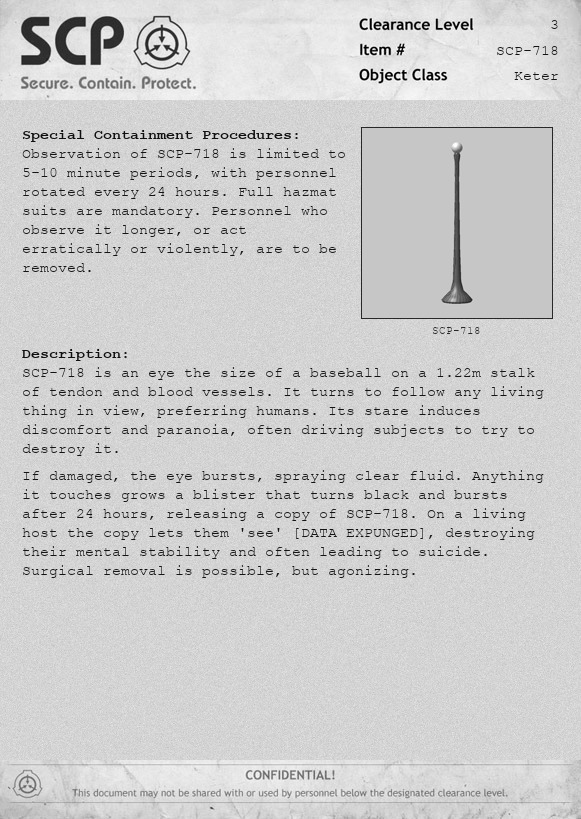 SCP
Secure. Contain. Protect.
Clearance Level 3
Item # SCP-718
Object Class Keter
Special Containment Procedures:
Observation of SCP-718 is limited to
5-10 minute periods, with personnel
rotated every 24 hours. Full hazmat
suits are mandatory. Personnel who
observe it longer, or act
erratically or violently, are to be
removed.
SCP-718
Description:
SCP-718 is an eye the size of a baseball on a 1.22m stalk
of tendon and blood vessels. It turns to follow any living
thing in view, preferring humans. Its stare induces
discomfort and paranoia, often driving subjects to try to
destroy it.
If damaged, the eye bursts, spraying clear fluid. Anything
it touches grows a blister that turns black and bursts
after 24 hours, releasing a copy of SCP-718. On a living
host the copy lets them 'see' [DATA EXPUNGED], destroying
their mental stability and often leading to suicide.
Surgical removal is possible, but agonizing.
CONFIDENTIAL!
This document may not be shared with or used by personnel below the designated clearance level.